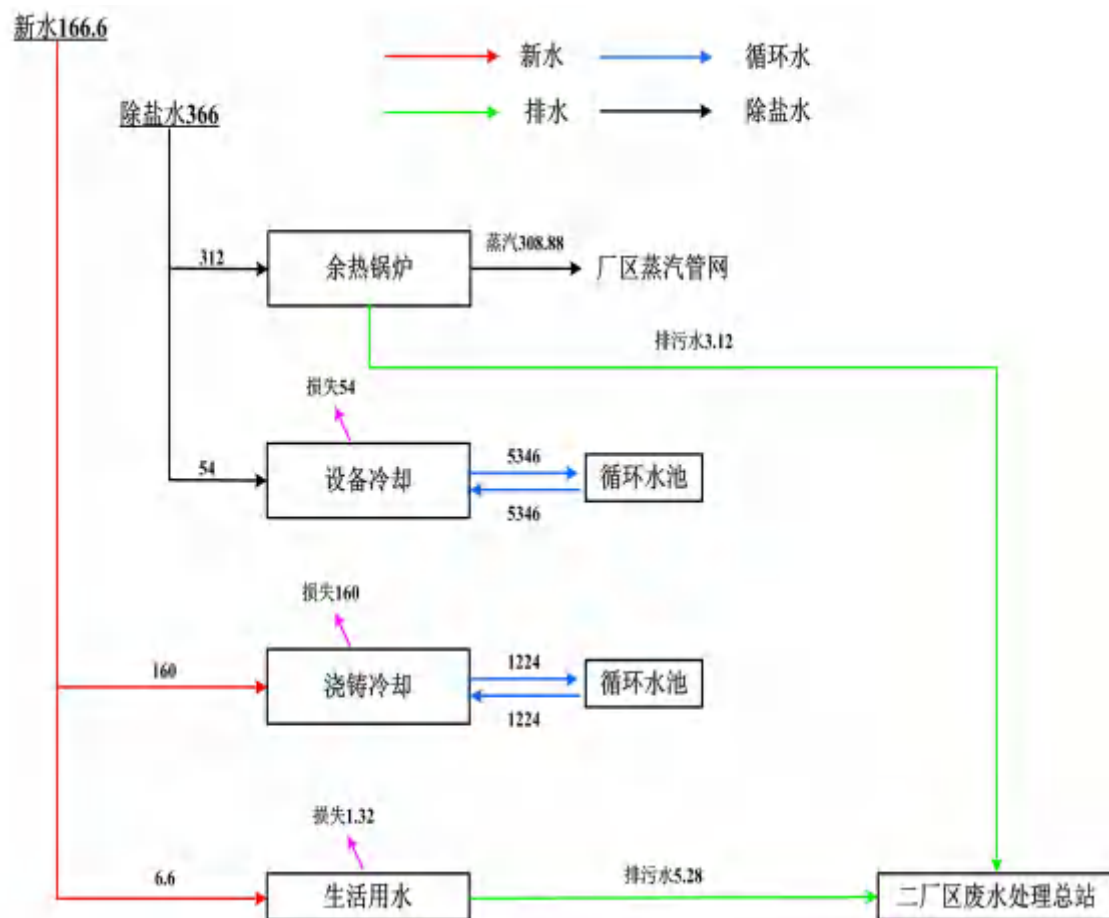 新水166.6
新水
循环水
排水
除盐水
除盐水366
312
余热锅炉
蒸汽308.88
厂区蒸汽管网
排污水3.12
损失54
54
设备冷却
5346
5346
循环水池
损失160
160
浇铸冷却
1224
1224
循环水池
损失1.32
6.6
生活用水
排污水5.28
二厂区废水处理总站